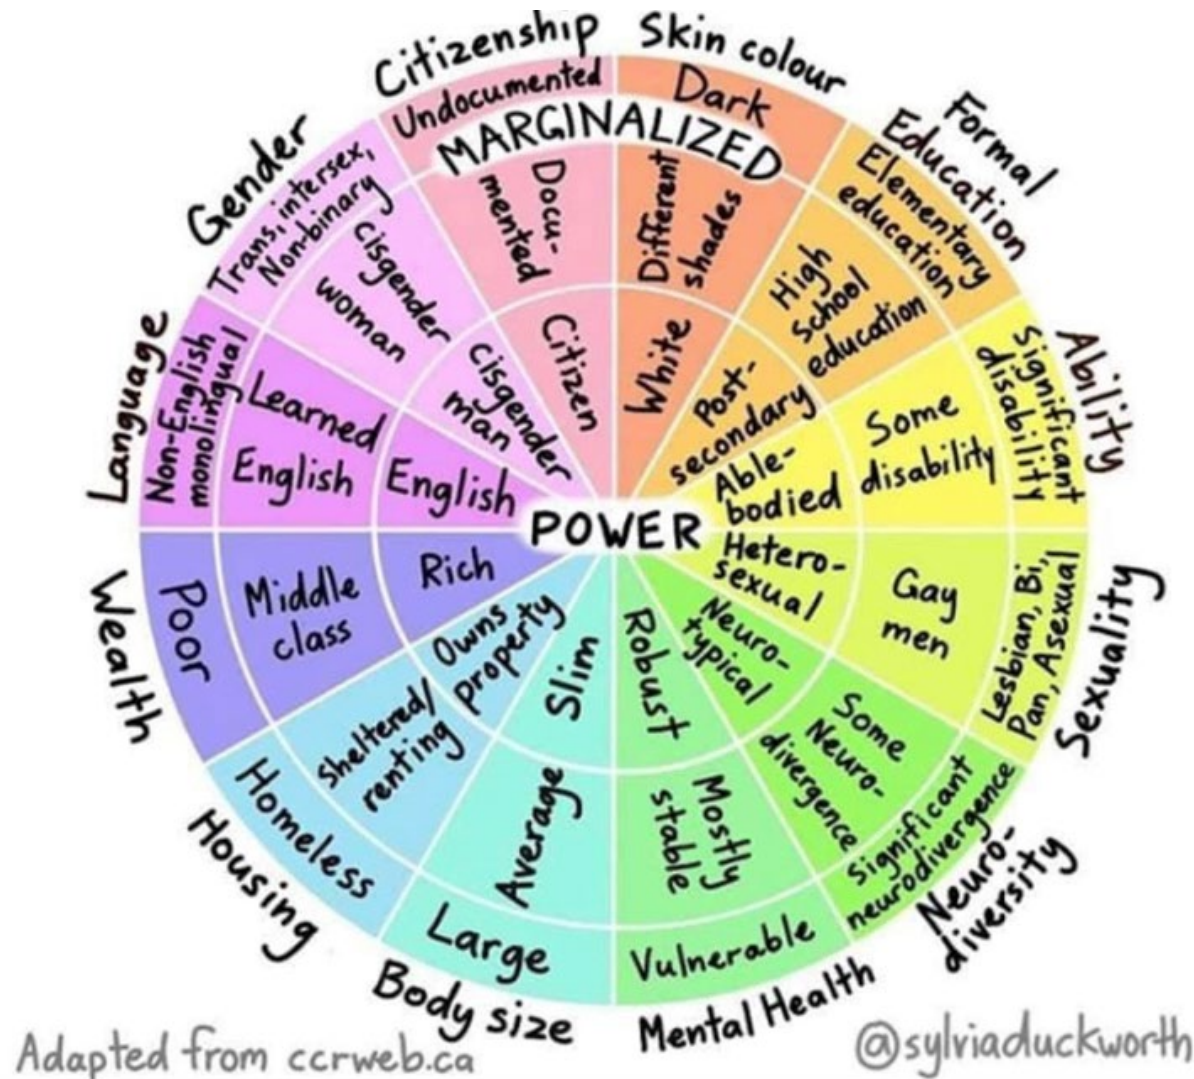 Citizenship
Skin colour
Formal
Education
Ability
Sexuality
Neuro-
diversity
Mental Health
Body size
Housing
Wealth
Language
Gender
MARGINALIZED
POWER
Undocumented
Docu-
mented
Citizen
Dark
Different
shades
White
Elementary
education
High
School
education
Post-
secondary
Significant
disability
Some
disability
Able-
bodied
Lesbian, Bi,
Pan, Asexual
Gay
men
Hetero-
sexual
Significant
neurodivergence
Some
Neuro-
divergence
Neuro-
typical
Vulnerable
Mostly
stable
Robust
Large
Average
Slim
Homeless
Sheltered/
renting
Owns
property
Poor
Middle
class
Rich
Non-English
monolingual
Learned
English
English
Trans, intersex,
Non-binary
cisgender
woman
cisgender
man
Adapted from ccrweb.ca
@sylviaduckworth